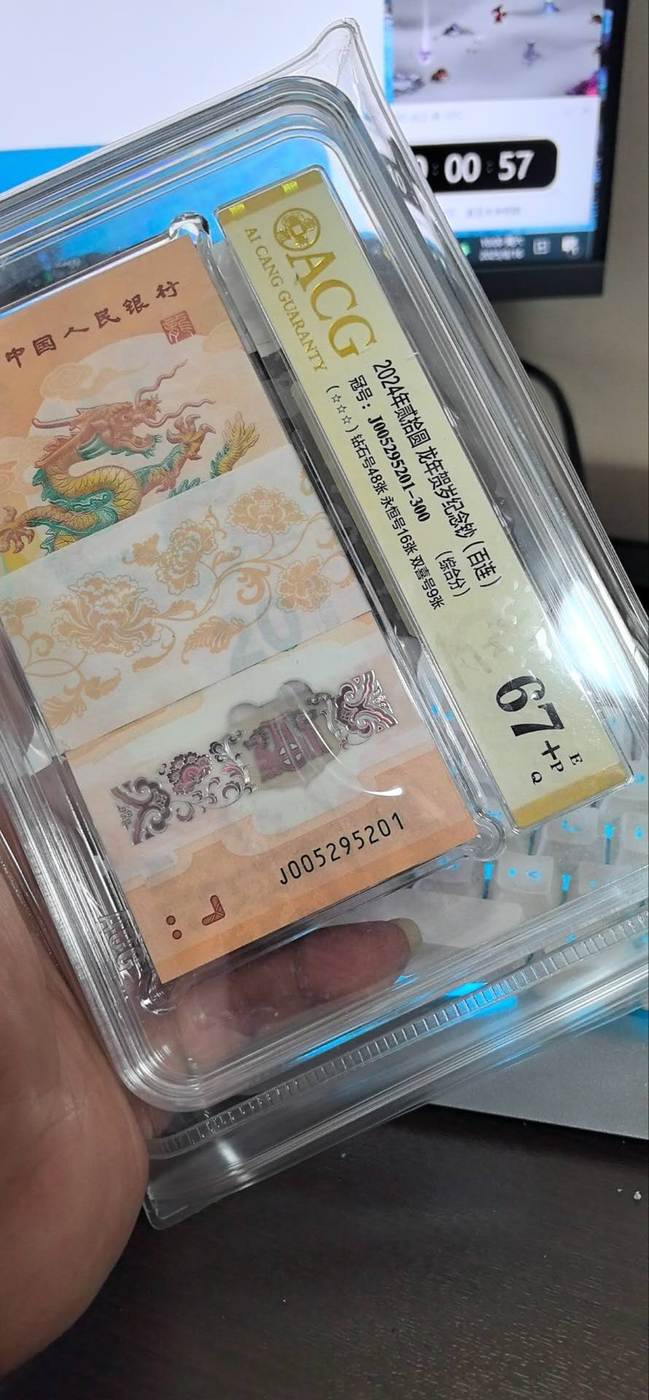 00 57
中国人民银行
J005295201
ACG
AI CANG GUARANTY
2024年贰拾圆 龙年贺岁纪念钞（百连）
冠号：J005295201-300
（综合分）
（☆☆☆）钻石号48张 永恒号16张 双喜号9张
67+
E
P
Q